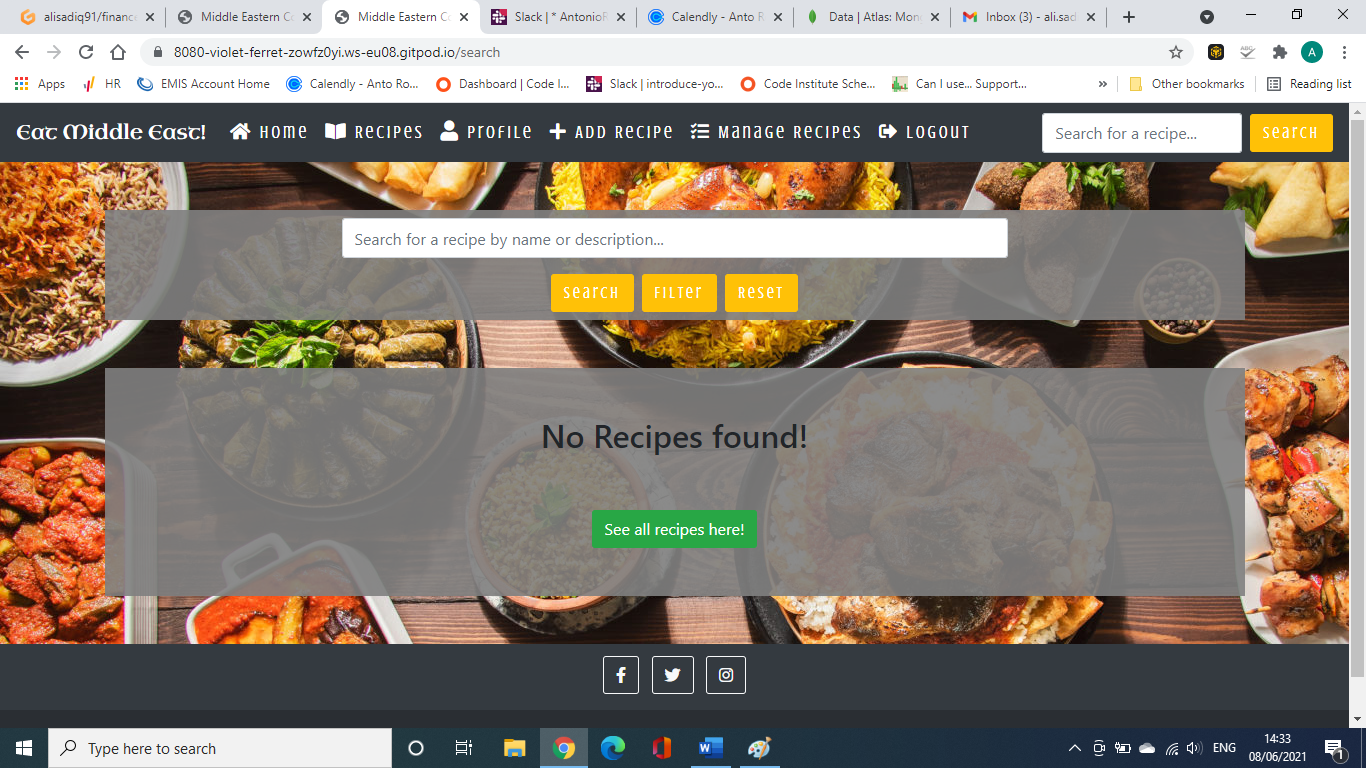 alisadiq91/financ
Middle Eastern Co
Middle Eastern Co
Slack | * AntonioR
Calendly - Anto R
Data | Atlas: Mon
Inbox (3) - ali.sad
8080-violet-ferret-zowfz0yi.ws-eu08.gitpod.io/search
Apps
HR
EMIS Account Home
Calendly - Anto Ro...
Dashboard | Code I...
Slack | introduce-yo...
Code Institute Sche...
Can I use... Support...
»
Other bookmarks
Reading list
Eat Middle East!
Home
Recipes
Profile
Add Recipe
Manage Recipes
Logout
Search for a recipe...
Search
Search for a recipe by name or description...
Search
Filter
Reset
No Recipes found!
See all recipes here!
Type here to search
ENG
14:33
08/06/2021
1